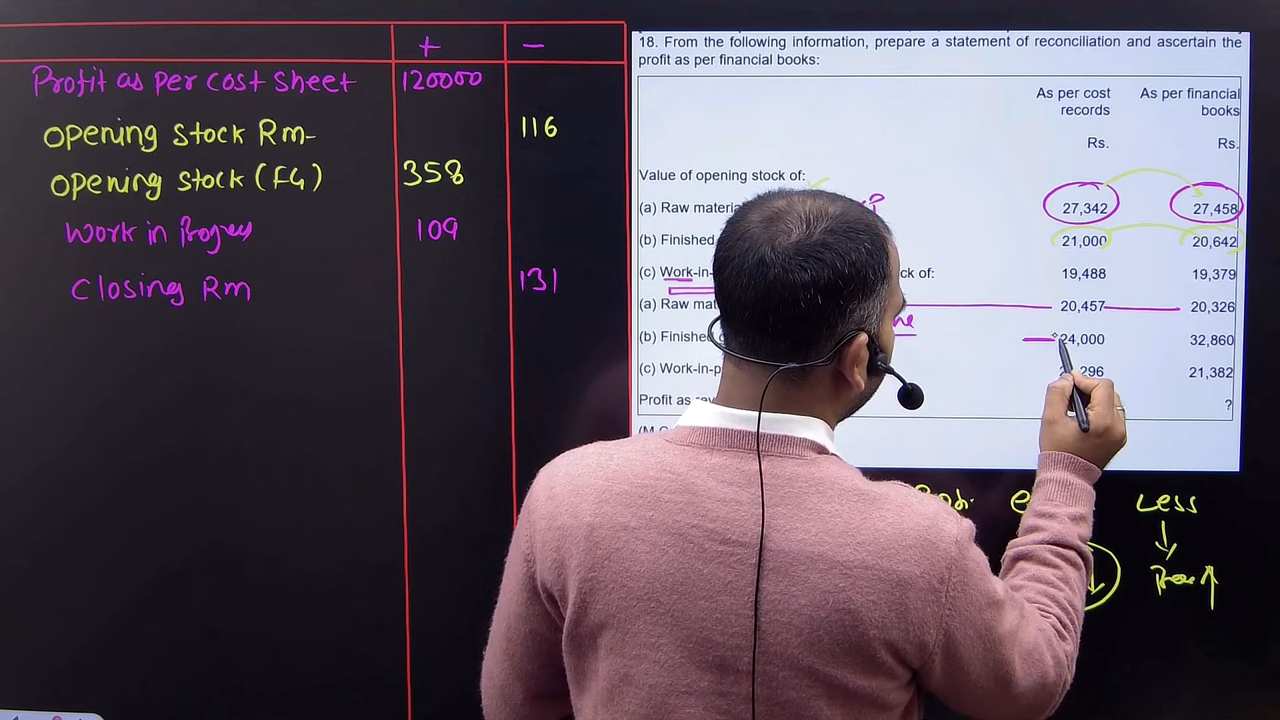 + −
Profit as per cost sheet 120000
opening stock Rm- 116
opening stock (FG) 358
Work in Progress 109
Closing Rm 131
18. From the following information, prepare a statement of reconciliation and ascertain the
profit as per financial books:
As per cost records As per financial books
Rs. Rs.
Value of opening stock of:
(a) Raw materia 27,342 27,458
(b) Finished 21,000 20,642
(c) Work-in- ck of: 19,488 19,379
(a) Raw mat 20,457 20,326
(b) Finished 24,000 32,860
(c) Work-in-p 296 21,382
Profit as ?
Less